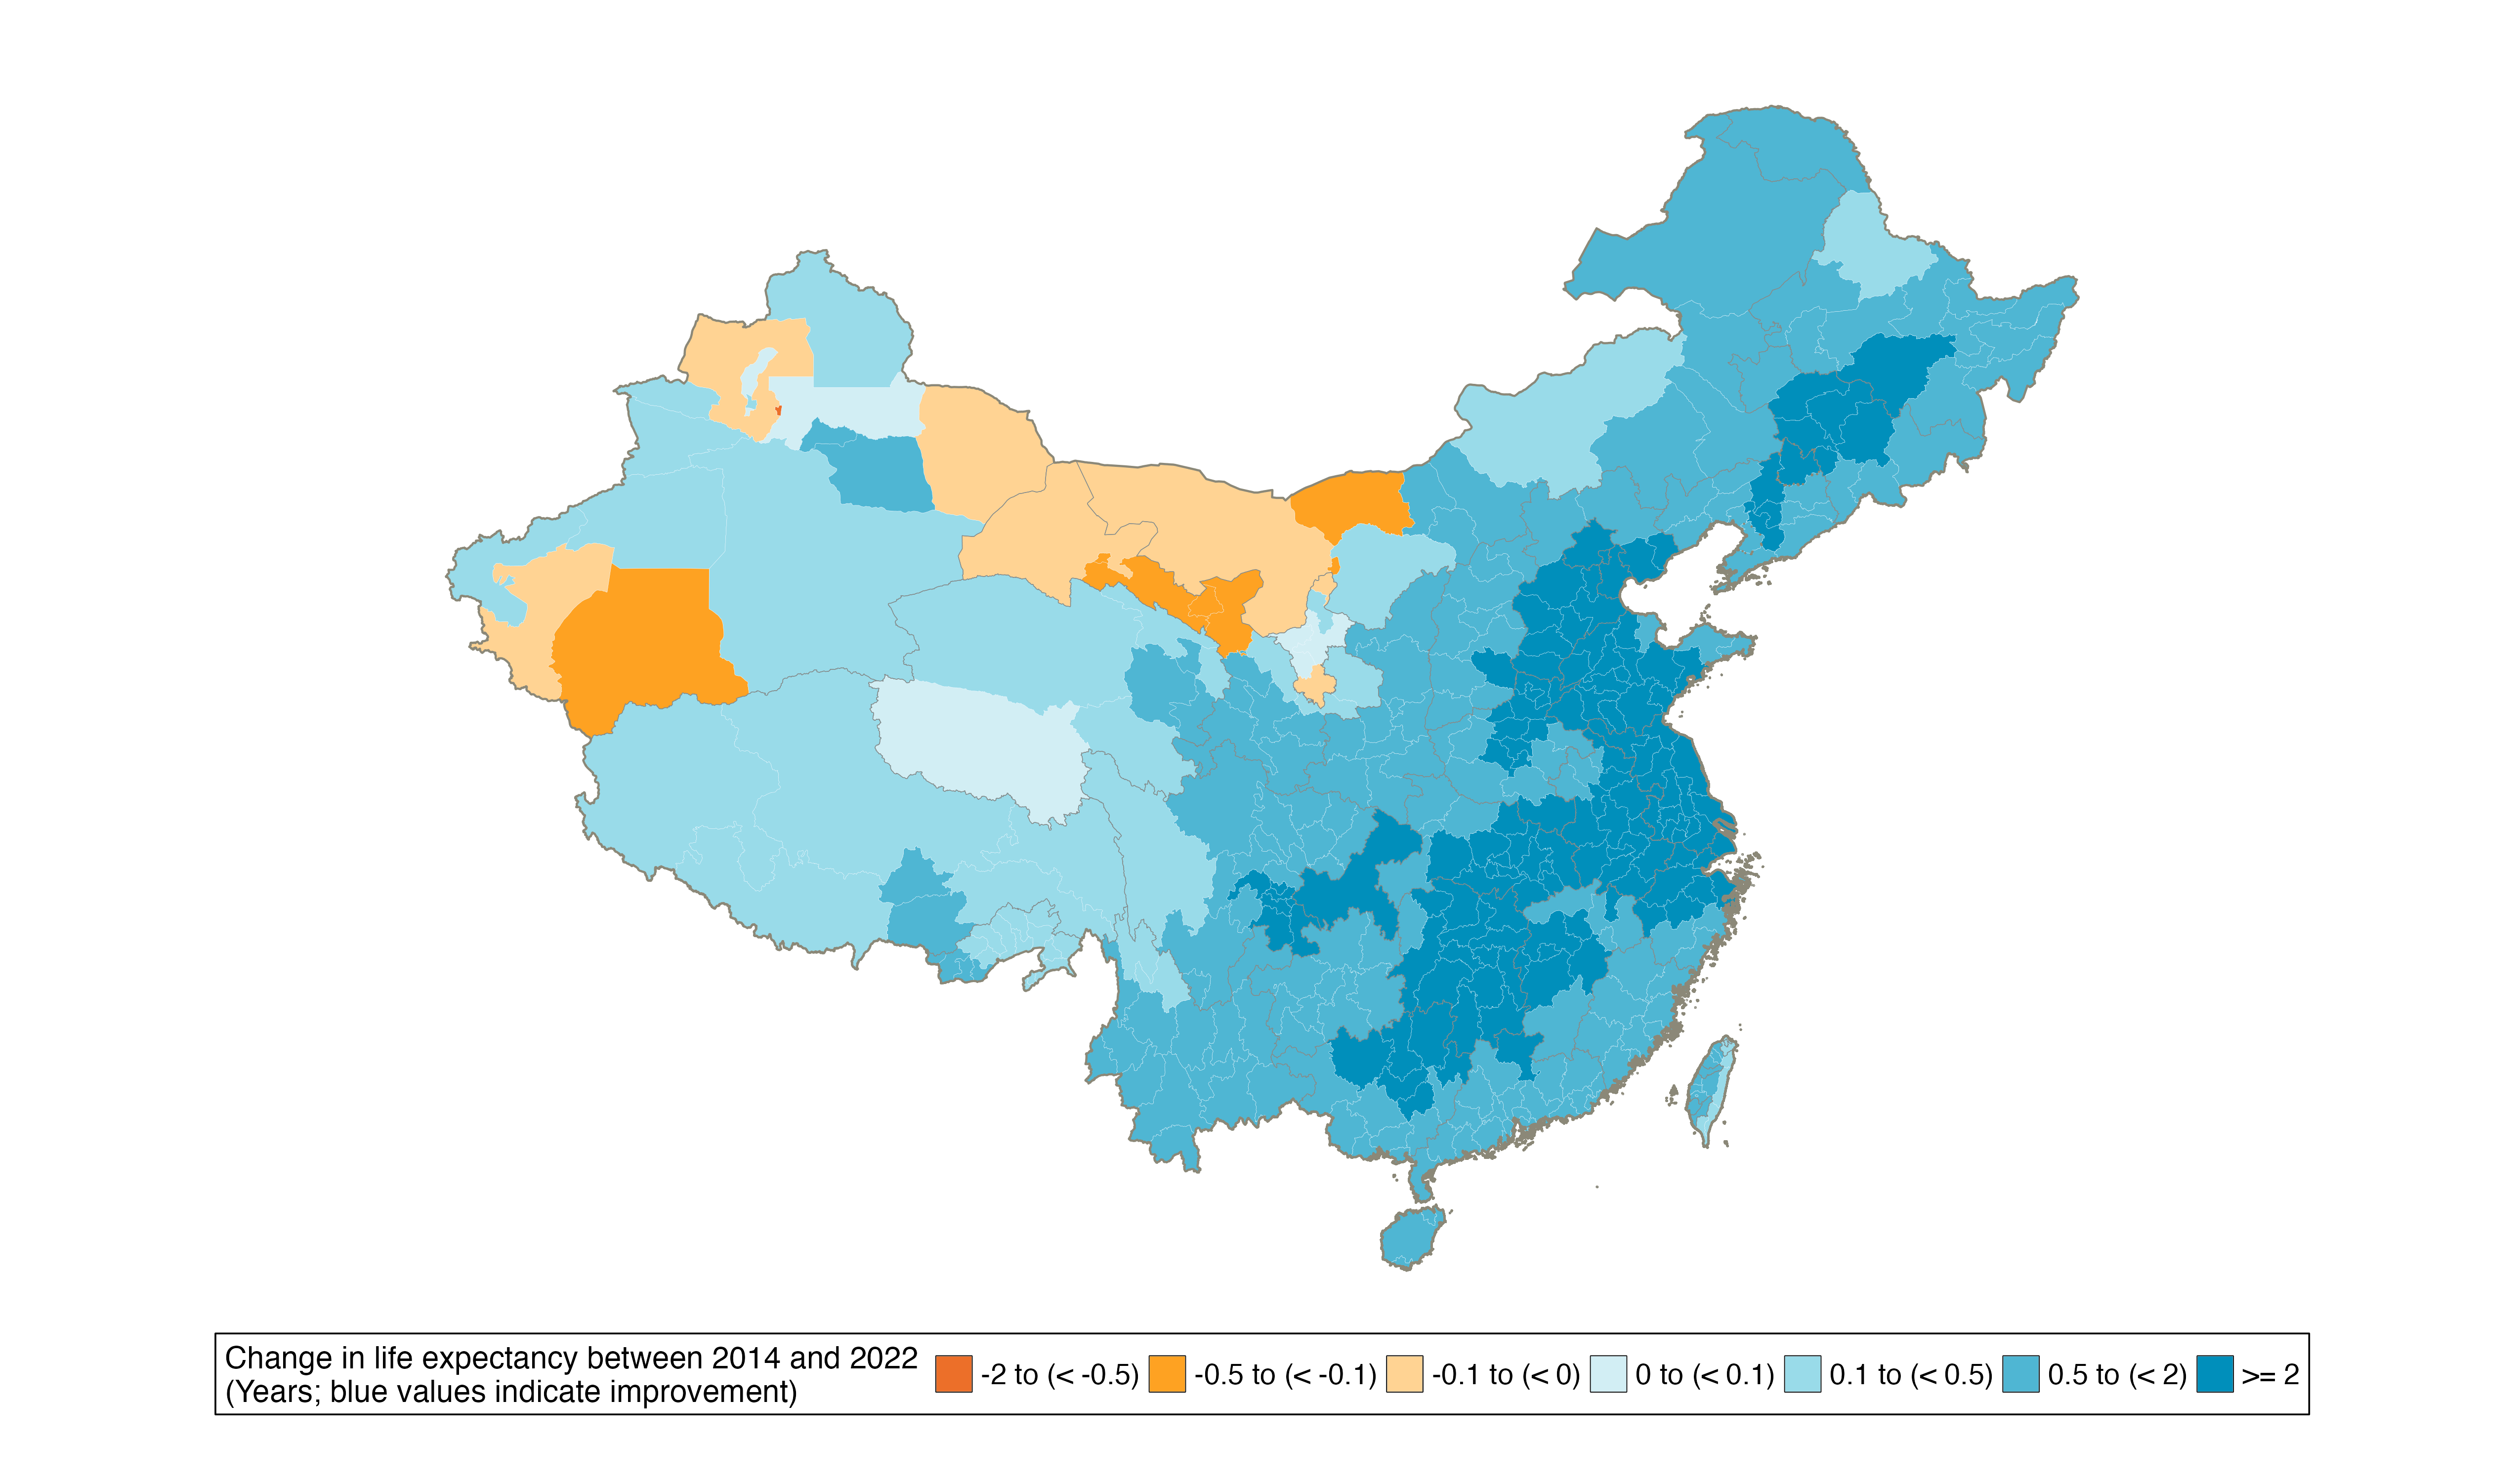 Change in life expectancy between 2014 and 2022
(Years; blue values indicate improvement)
-2 to (< -0.5)
-0.5 to (< -0.1)
-0.1 to (< 0)
0 to (< 0.1)
0.1 to (< 0.5)
0.5 to (< 2)
>= 2